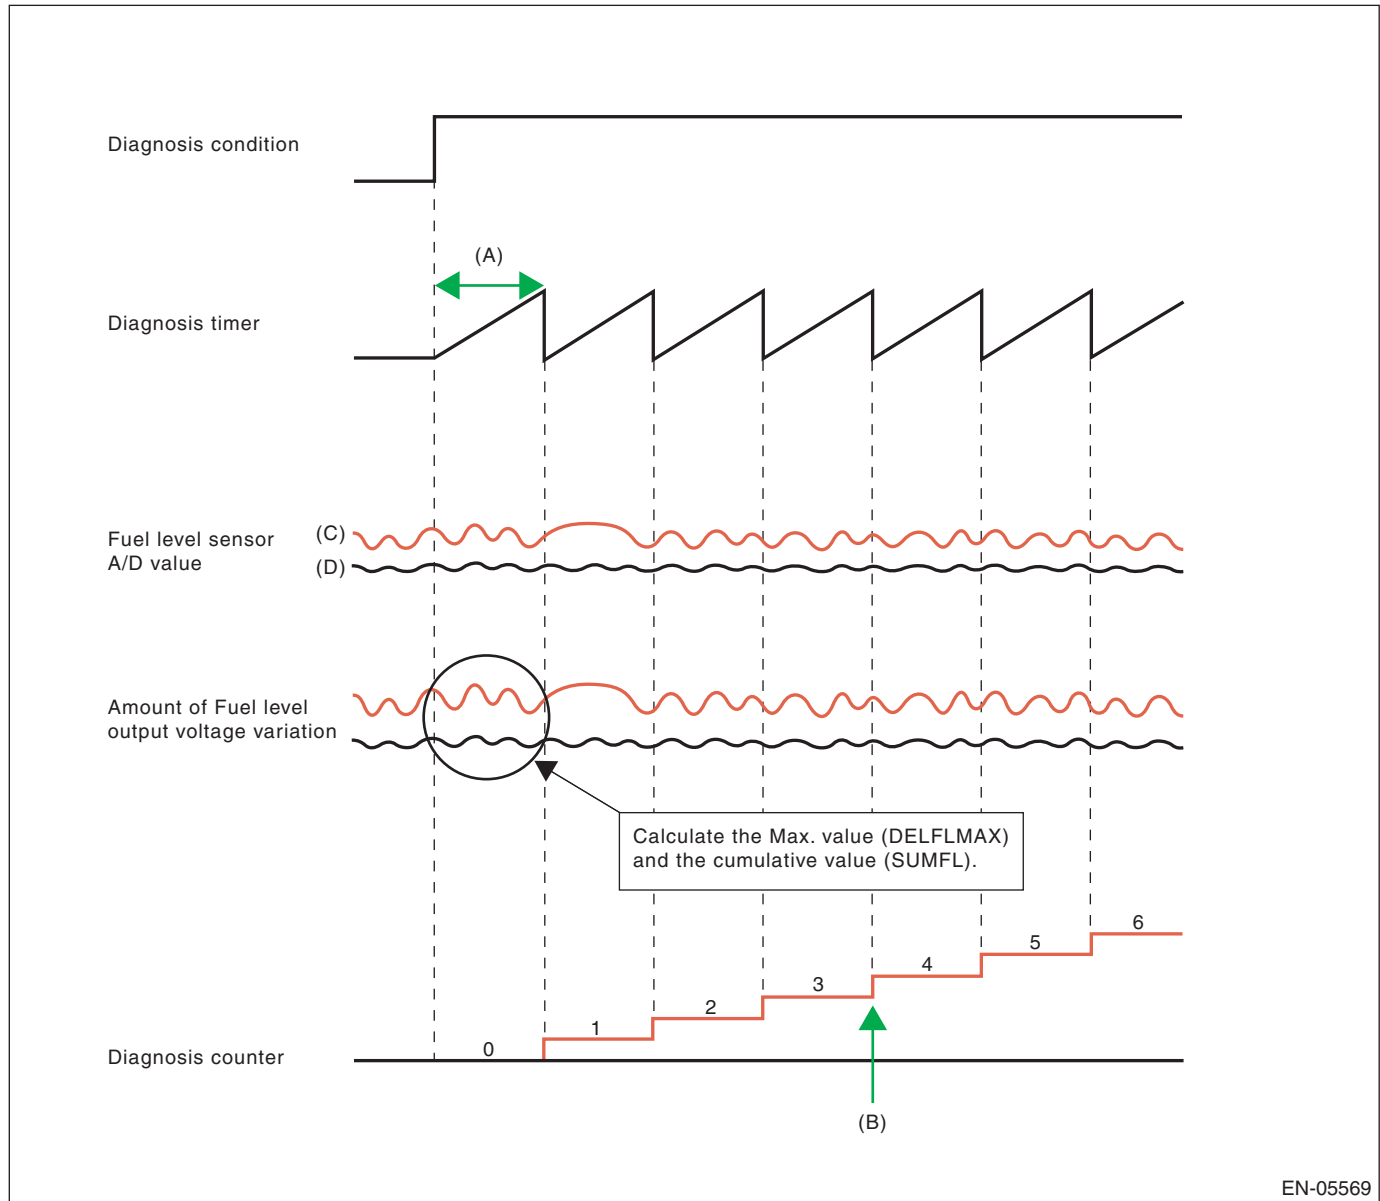 Diagnosis condition
(A)
Diagnosis timer
Fuel level sensor
A/D value
(C)
(D)
Amount of Fuel level
output voltage variation
Calculate the Max. value (DELFLMAX)
and the cumulative value (SUMFL).
Diagnosis counter
0
1
2
3
4
5
6
(B)
EN-05569